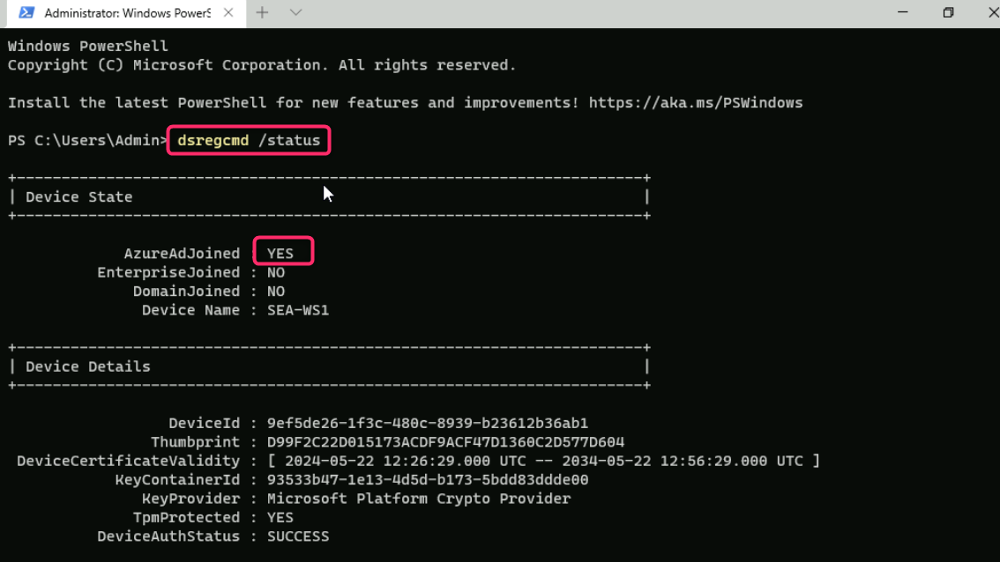 Administrator: Windows PowerS
Windows PowerShell
Copyright (C) Microsoft Corporation. All rights reserved.
Install the latest PowerShell for new features and improvements! https://aka.ms/PSWindows
PS C:\Users\Admin> dsregcmd /status
+----------------------------------------------------------------------+
| Device State                                                         |
+----------------------------------------------------------------------+
AzureAdJoined : YES
EnterpriseJoined : NO
DomainJoined : NO
Device Name : SEA-WS1
+----------------------------------------------------------------------+
| Device Details                                                       |
+----------------------------------------------------------------------+
DeviceId : 9ef5de26-1f3c-480c-8939-b23612b36ab1
Thumbprint : D99F2C22D015173ACDF9ACF47D1360C2D577D604
DeviceCertificateValidity : [ 2024-05-22 12:26:29.000 UTC -- 2034-05-22 12:56:29.000 UTC ]
KeyContainerId : 93533b47-1e13-4d5d-b173-5bdd83ddde00
KeyProvider : Microsoft Platform Crypto Provider
TpmProtected : YES
DeviceAuthStatus : SUCCESS